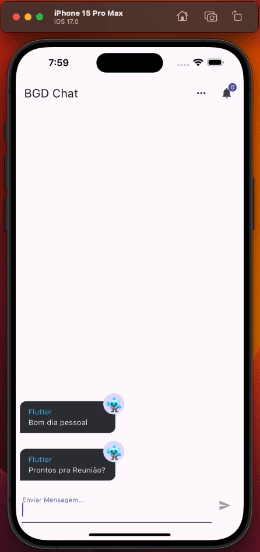 iPhone 15 Pro Max
iOS 17.0
7:59
BGD Chat
0
Flutter
Bom dia pessoal
Flutter
Prontos pra Reunião?
Enviar Mensagem...